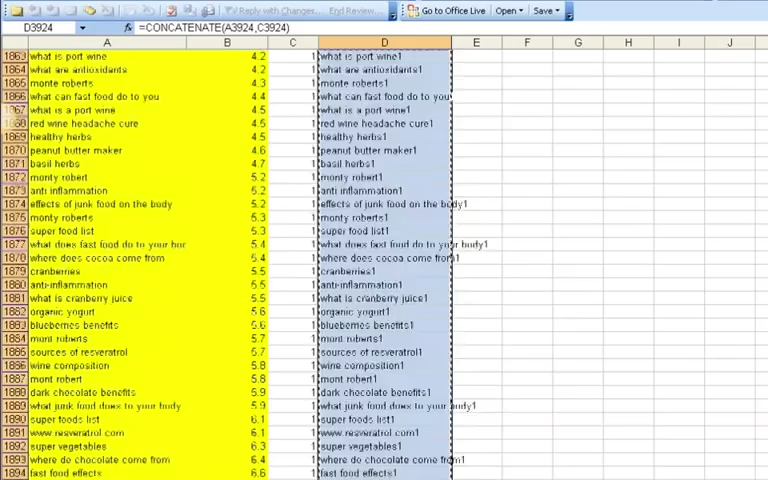 Reply with Changes... End Review... Go to Office Live Open Save
D3924 fx =CONCATENATE(A3924,C3924)
A B C D E F G H I J
1863 what is port wine 4.2 1 what is port wine1
1864 what are antioxidants 4.2 1 what are antioxidants1
1865 monte roberts 4.3 1 monte roberts1
1866 what can fast food do to you 4.4 1 what can fast food do to you
1867 what is a port wine 4.5 1 what is a port wine1
1868 red wine headache cure 4.5 1 red wine headache cure1
1869 healthy herbs 4.5 1 healthy herbs1
1870 peanut butter maker 4.6 1 peanut butter maker1
1871 basil herbs 4.7 1 basil herbs1
1872 monty robert 5.2 1 monty robert1
1873 anti inflammation 5.2 1 anti inflammation1
1874 effects of junk food on the body 5.2 1 effects of junk food on the body1
1875 monty roberts 5.3 1 monty roberts1
1876 super food list 5.3 1 super food list1
1877 what does fast food do to your bor 5.4 1 what does fast food do to your body1
1878 where does cocoa come from 5.4 1 where does cocoa come from1
1879 cranberries 5.5 1 cranberries1
1880 anti-inflammation 5.5 1 anti-inflammation1
1881 what is cranberry juice 5.5 1 what is cranberry juice1
1882 organic yogurt 5.6 1 organic yogurt1
1883 blueberries benefits 5.6 1 blueberries benefits1
1884 mont roberts 5.7 1 mont roberts1
1885 sources of resveratrol 5.7 1 sources of resveratrol1
1886 wine composition 5.8 1 wine composition1
1887 mont robert 5.8 1 mont robert1
1888 dark chocolate benefits 5.9 1 dark chocolate benefits1
1889 what junk food does to your body 5.9 1 what junk food does to your body1
1890 super foods list 6.1 1 super foods list1
1891 www.resveratrol com 6.1 1 www.resveratrol com1
1892 super vegetables 6.3 1 super vegetables1
1893 where do chocolate come from 6.4 1 where do chocolate come from1
1894 fast food effects 6.6 1 fast food effects1